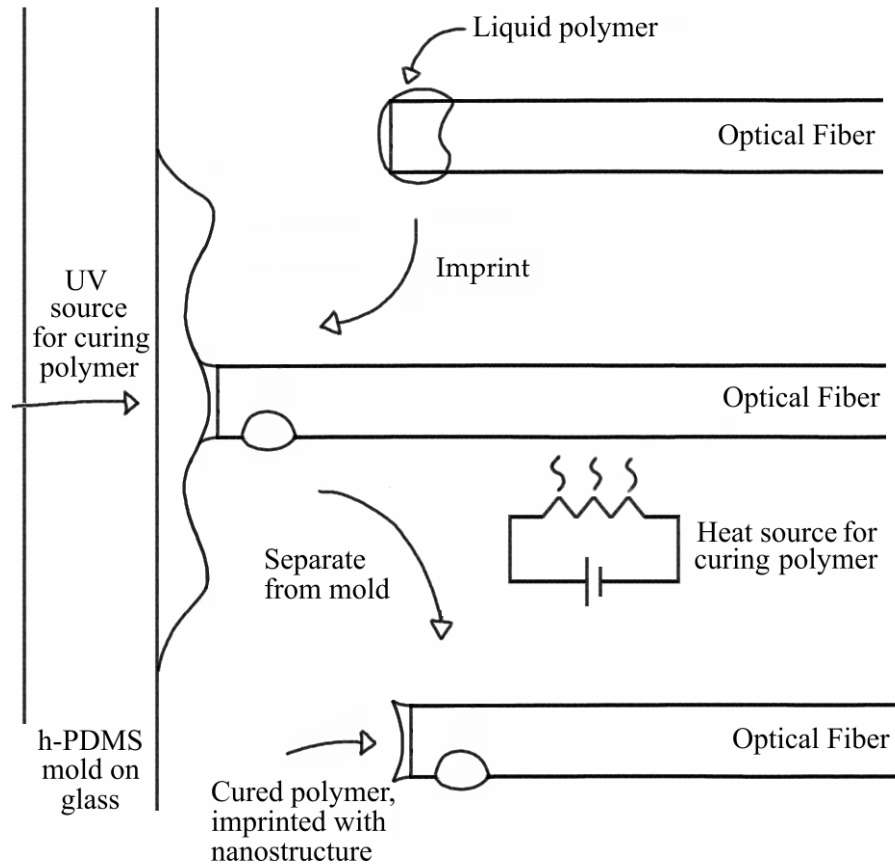 Liquid polymer
Optical Fiber
Imprint
UV
source
for curing
polymer
Optical Fiber
Separate
from mold
Heat source for
curing polymer
h-PDMS
mold on
glass
Optical Fiber
Cured polymer,
imprinted with
nanostructure